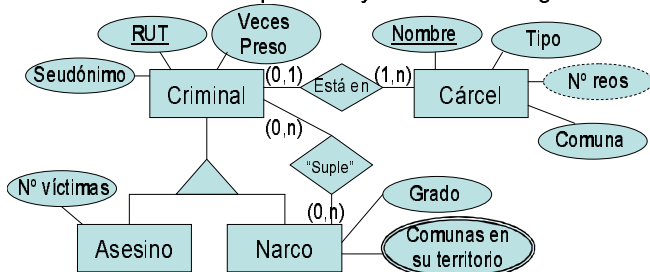 RUT
Veces
Preso
Nombre
Tipo
Seudónimo
(0,1)
Está en
(1,n)
Nº reos
Criminal
Cárcel
(0,n)
Comuna
"Suple"
Nº víctimas
Grado
(0,n)
Asesino
Narco
Comunas en
su territorio